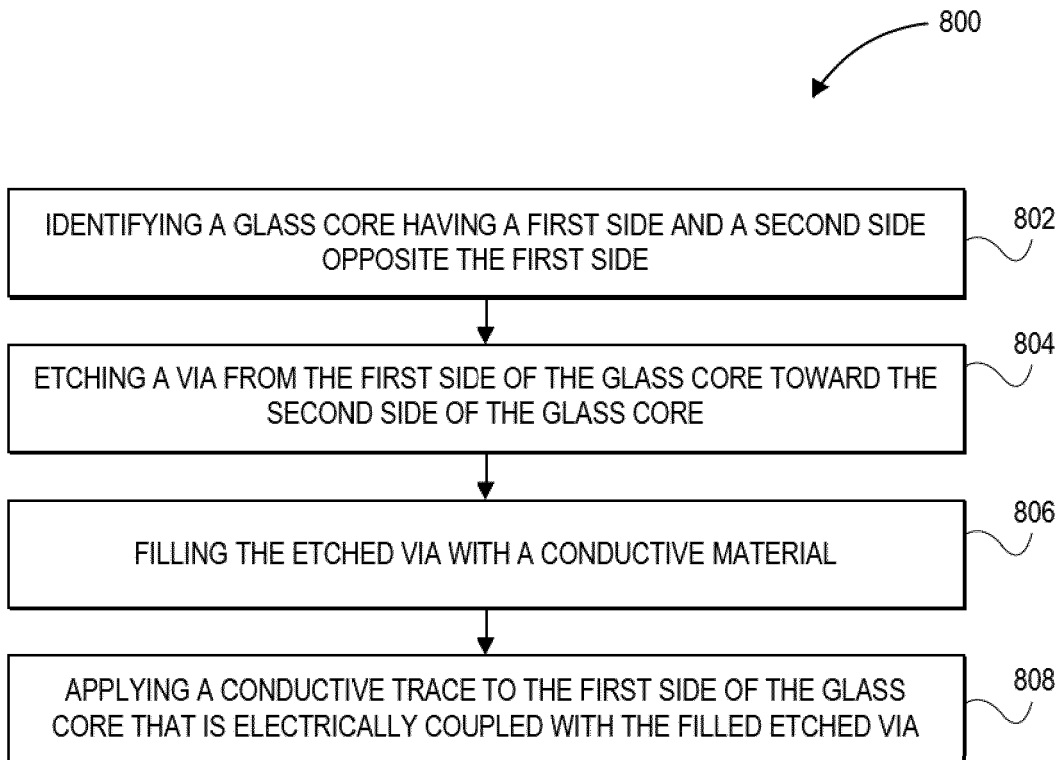 800
IDENTIFYING A GLASS CORE HAVING A FIRST SIDE AND A SECOND SIDE
OPPOSITE THE FIRST SIDE
802
ETCHING A VIA FROM THE FIRST SIDE OF THE GLASS CORE TOWARD THE
SECOND SIDE OF THE GLASS CORE
804
FILLING THE ETCHED VIA WITH A CONDUCTIVE MATERIAL
806
APPLYING A CONDUCTIVE TRACE TO THE FIRST SIDE OF THE GLASS
CORE THAT IS ELECTRICALLY COUPLED WITH THE FILLED ETCHED VIA
808